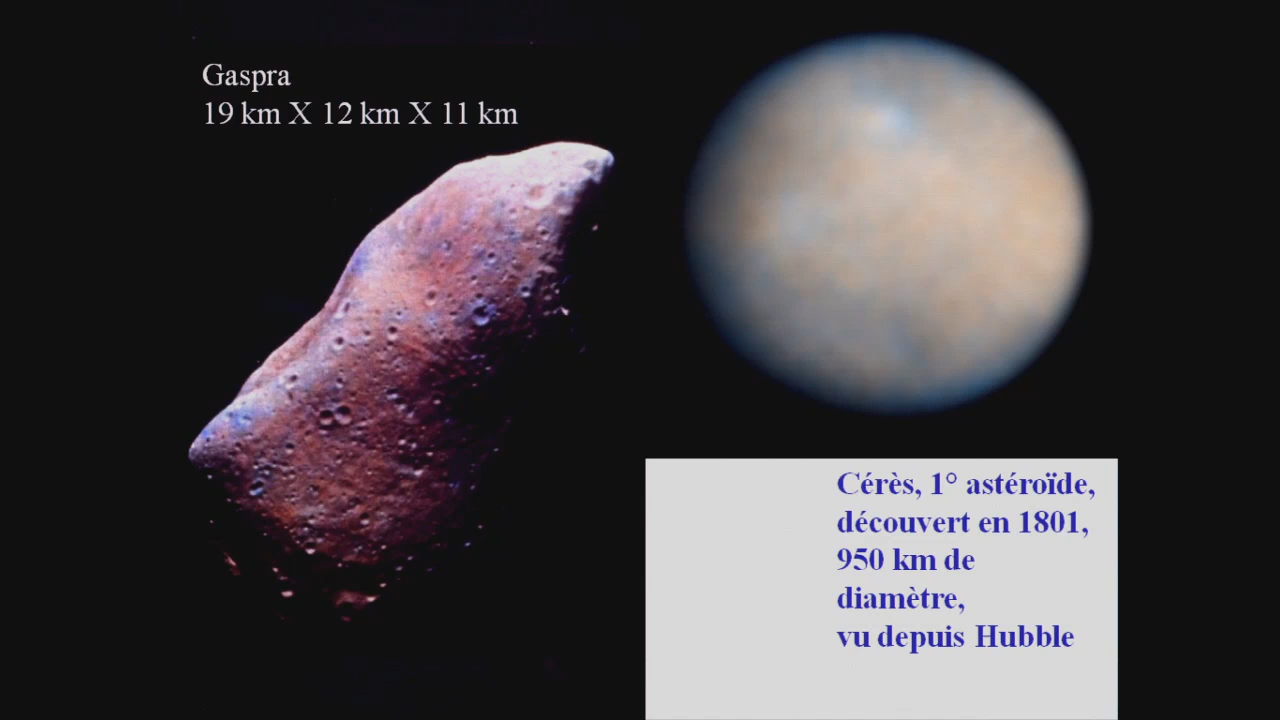 Gaspra
19 km X 12 km X 11 km
Cérès, 1° astéroïde,
découvert en 1801,
950 km de
diamètre,
vu depuis Hubble